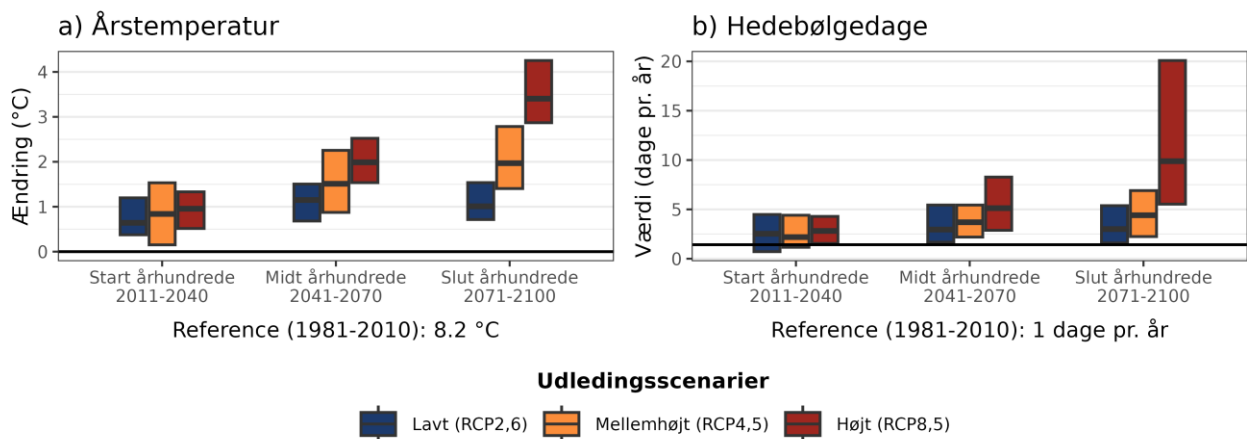 a) Årstemperatur
Ændring (°C)
4
3
2
1
0
Start århundrede
2011-2040
Midt århundrede
2041-2070
Slut århundrede
2071-2100
Reference (1981-2010): 8.2 °C
b) Hedebølgedage
Værdi (dage pr. år)
20
15
10
5
0
Start århundrede
2011-2040
Midt århundrede
2041-2070
Slut århundrede
2071-2100
Reference (1981-2010): 1 dage pr. år
Udledingsscenarier
Lavt (RCP2,6)
Mellemhøjt (RCP4,5)
Højt (RCP8,5)